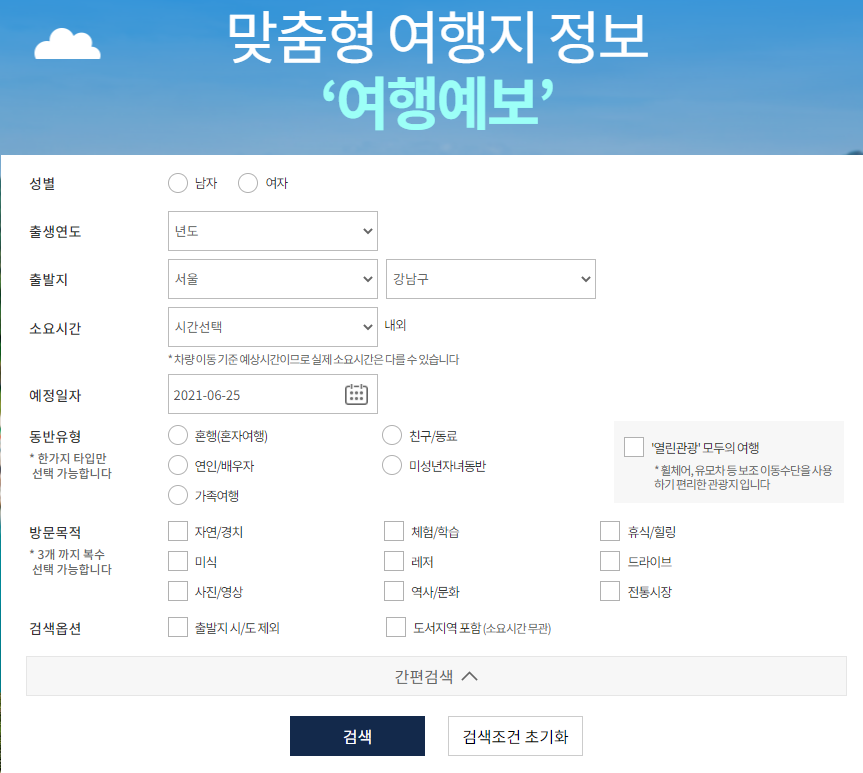 맞춤형 여행지 정보
‘여행예보’
성별 남자 여자
출생연도 년도
출발지 서울 강남구
소요시간 시간선택 내외
* 차량 이동 기준 예상시간이므로 실제 소요시간은 다를 수 있습니다
예정일자 2021-06-25
동반유형
* 한가지 타입만
선택 가능합니다
혼행(혼자여행) 친구/동료
연인/배우자 미성년자녀동반
가족여행
'열린관광' 모두의 여행
* 휠체어, 유모차 등 보조 이동수단을 사용
하기 편리한 관광지 입니다
방문목적
* 3개 까지 복수
선택 가능합니다
자연/경치 체험/학습 휴식/힐링
미식 레저 드라이브
사진/영상 역사/문화 전통시장
검색옵션 출발지 시/도 제외 도서지역 포함 (소요시간 무관)
간편검색
검색 검색조건 초기화